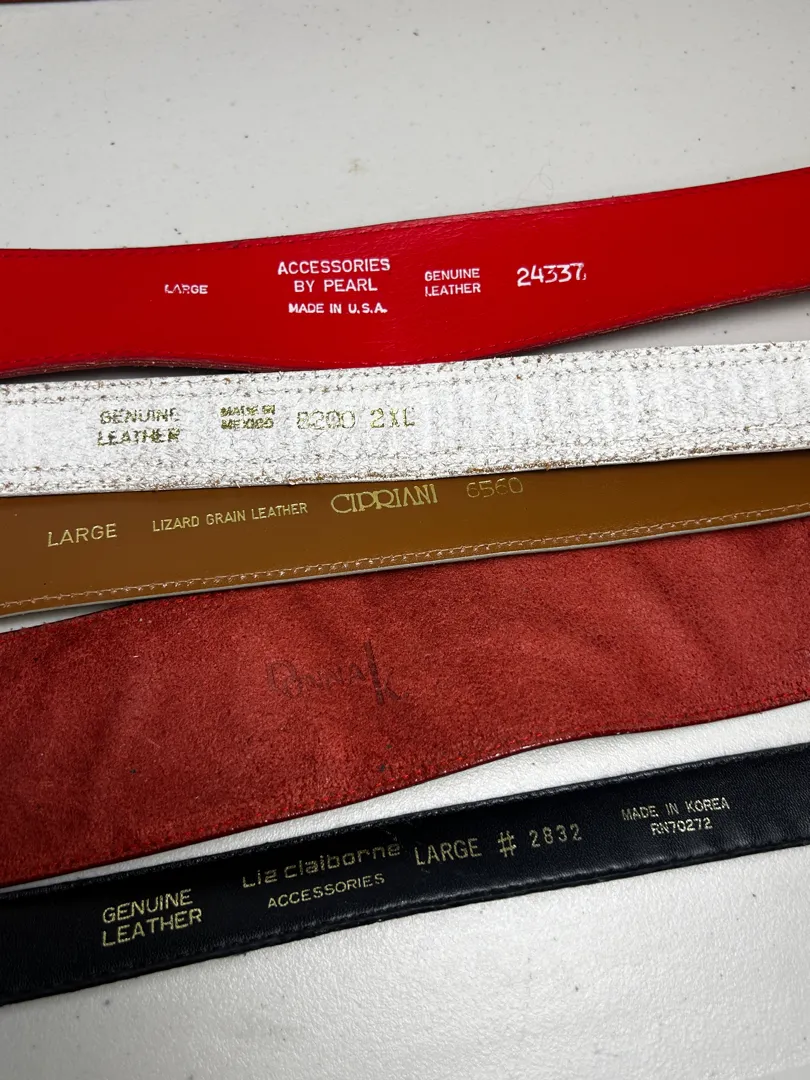 LARGE
ACCESSORIES
BY PEARL
MADE IN U.S.A.
GENUINE
LEATHER
24337
GENUINE
LEATHER
MADE IN
MEXICO
8200 2XL
LARGE
LIZARD GRAIN LEATHER
CIPRIANI
6560
GENUINE
LEATHER
Liz claiborne
ACCESSORIES
LARGE # 2832
MADE IN KOREA
RN70272